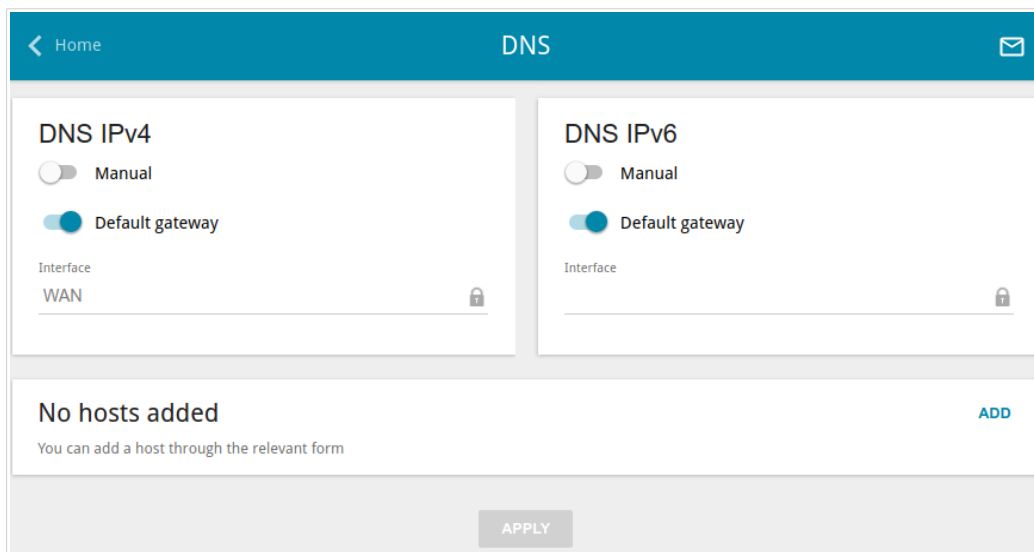 Home
DNS
DNS IPv4
Manual
Default gateway
Interface
WAN
DNS IPv6
Manual
Default gateway
Interface
No hosts added
ADD
You can add a host through the relevant form
APPLY